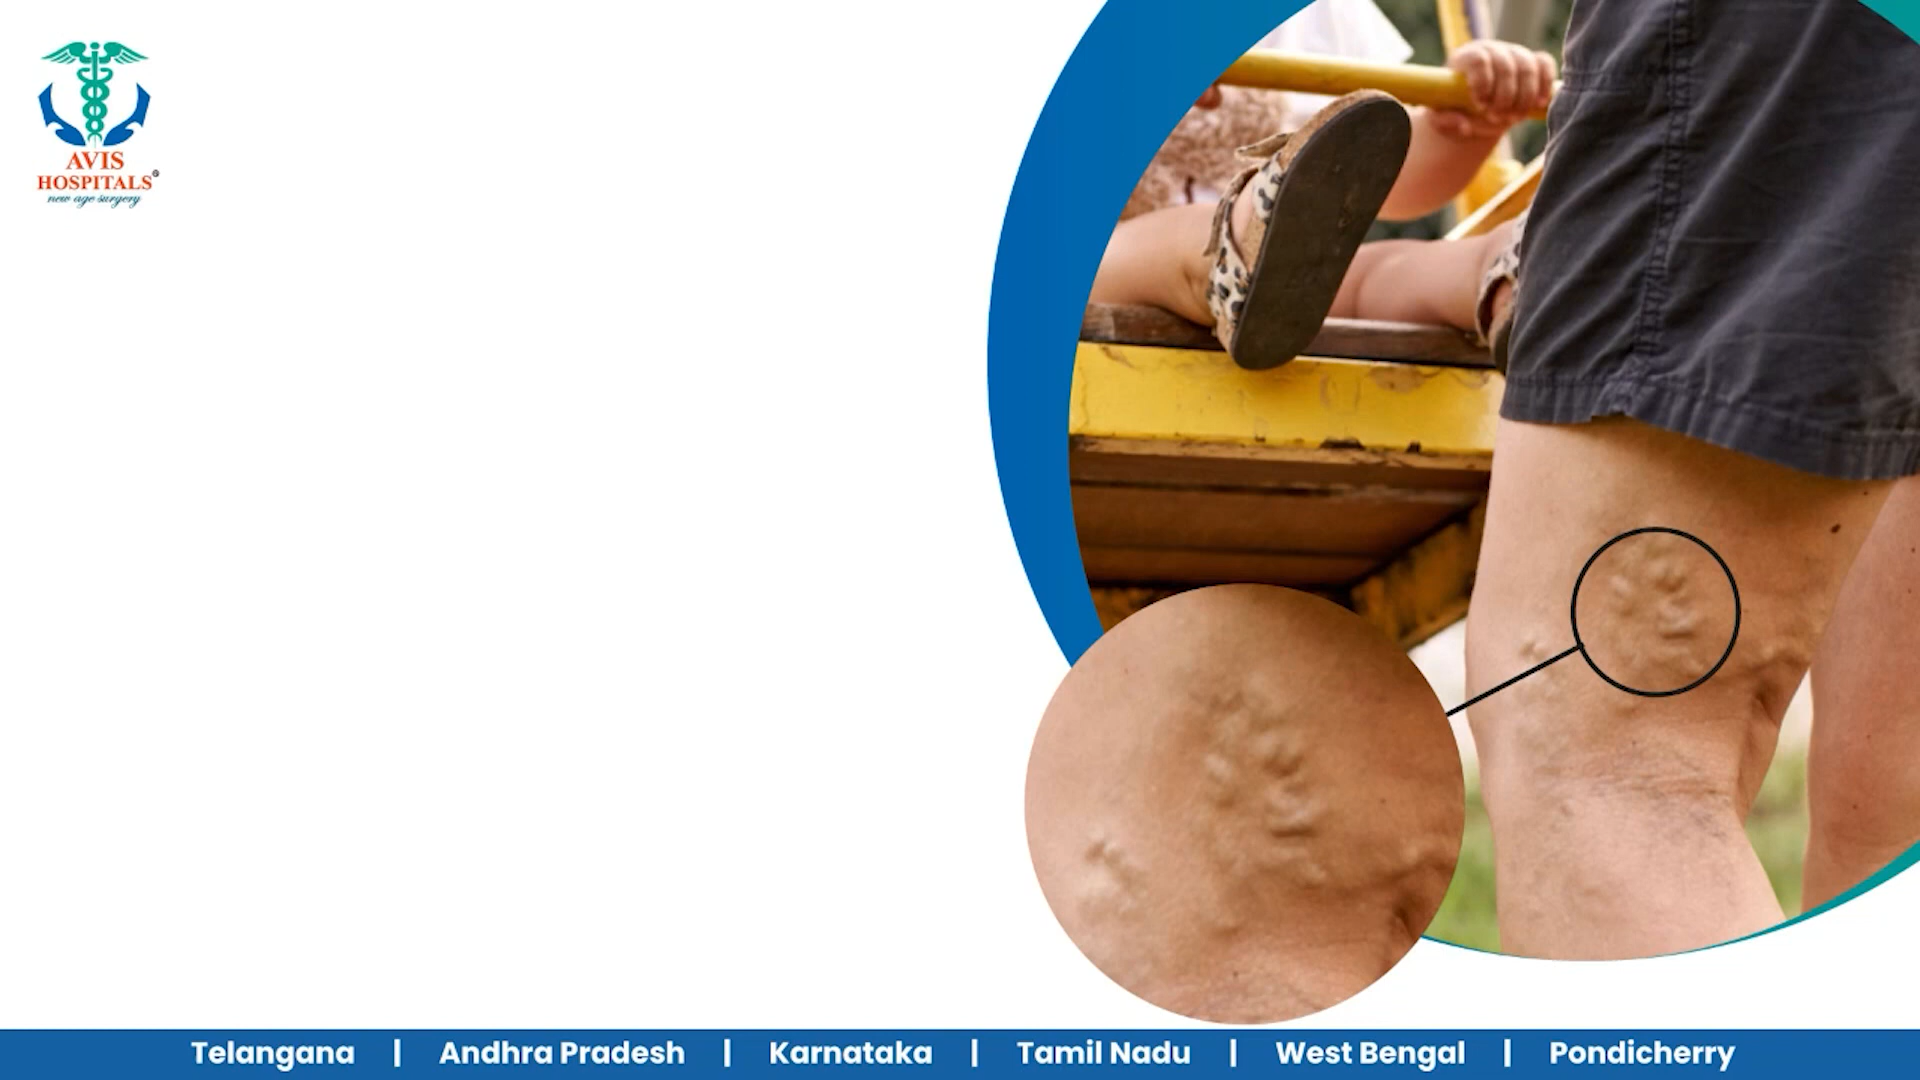 AVIS
HOSPITALS®
new age surgery
Telangana | Andhra Pradesh | Karnataka | Tamil Nadu | West Bengal | Pondicherry